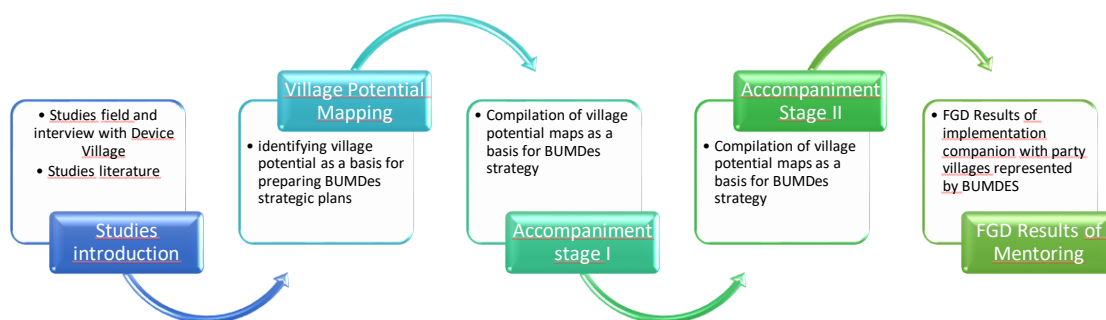 • Studies field and
interview with Device
Village
• Studies literature
Studies
introduction
Village Potential
Mapping
• identifying village
potential as a basis for
preparing BUMDes
strategic plans
• Compilation of village
potential maps as a
basis for BUMDes
strategy
Accompaniment
stage I
Accompaniment
Stage II
• Compilation of village
potential maps as a
basis for BUMDes
strategy
• FGD Results of
implementation
companion with party
villages represented
by BUMDES
FGD Results of
Mentoring